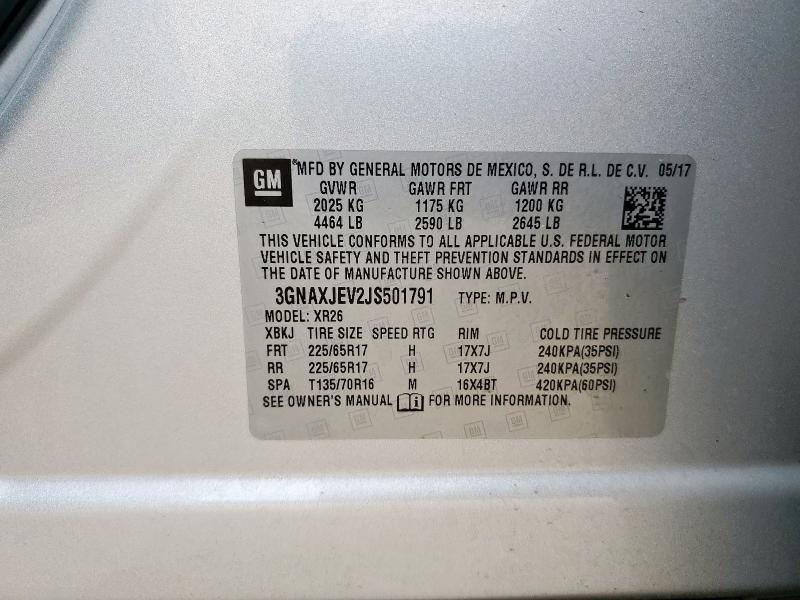 GM ® MFD BY GENERAL MOTORS DE MEXICO, S. DE R.L. DE C.V. 05/17
GVWR GAWR FRT GAWR RR
2025 KG 1175 KG 1200 KG
4464 LB 2590 LB 2645 LB
THIS VEHICLE CONFORMS TO ALL APPLICABLE U.S. FEDERAL MOTOR
VEHICLE SAFETY AND THEFT PREVENTION STANDARDS IN EFFECT ON
THE DATE OF MANUFACTURE SHOWN ABOVE.
3GNAXJEV2JS501791 TYPE: M.P.V.
MODEL: XR26
XBKJ TIRE SIZE SPEED RTG RIM COLD TIRE PRESSURE
FRT 225/65R17 H 17X7J 240KPA(35PSI)
RR 225/65R17 H 17X7J 240KPA(35PSI)
SPA T135/70R16 M 16X4BT 420KPA(60PSI)
SEE OWNER'S MANUAL FOR MORE INFORMATION.